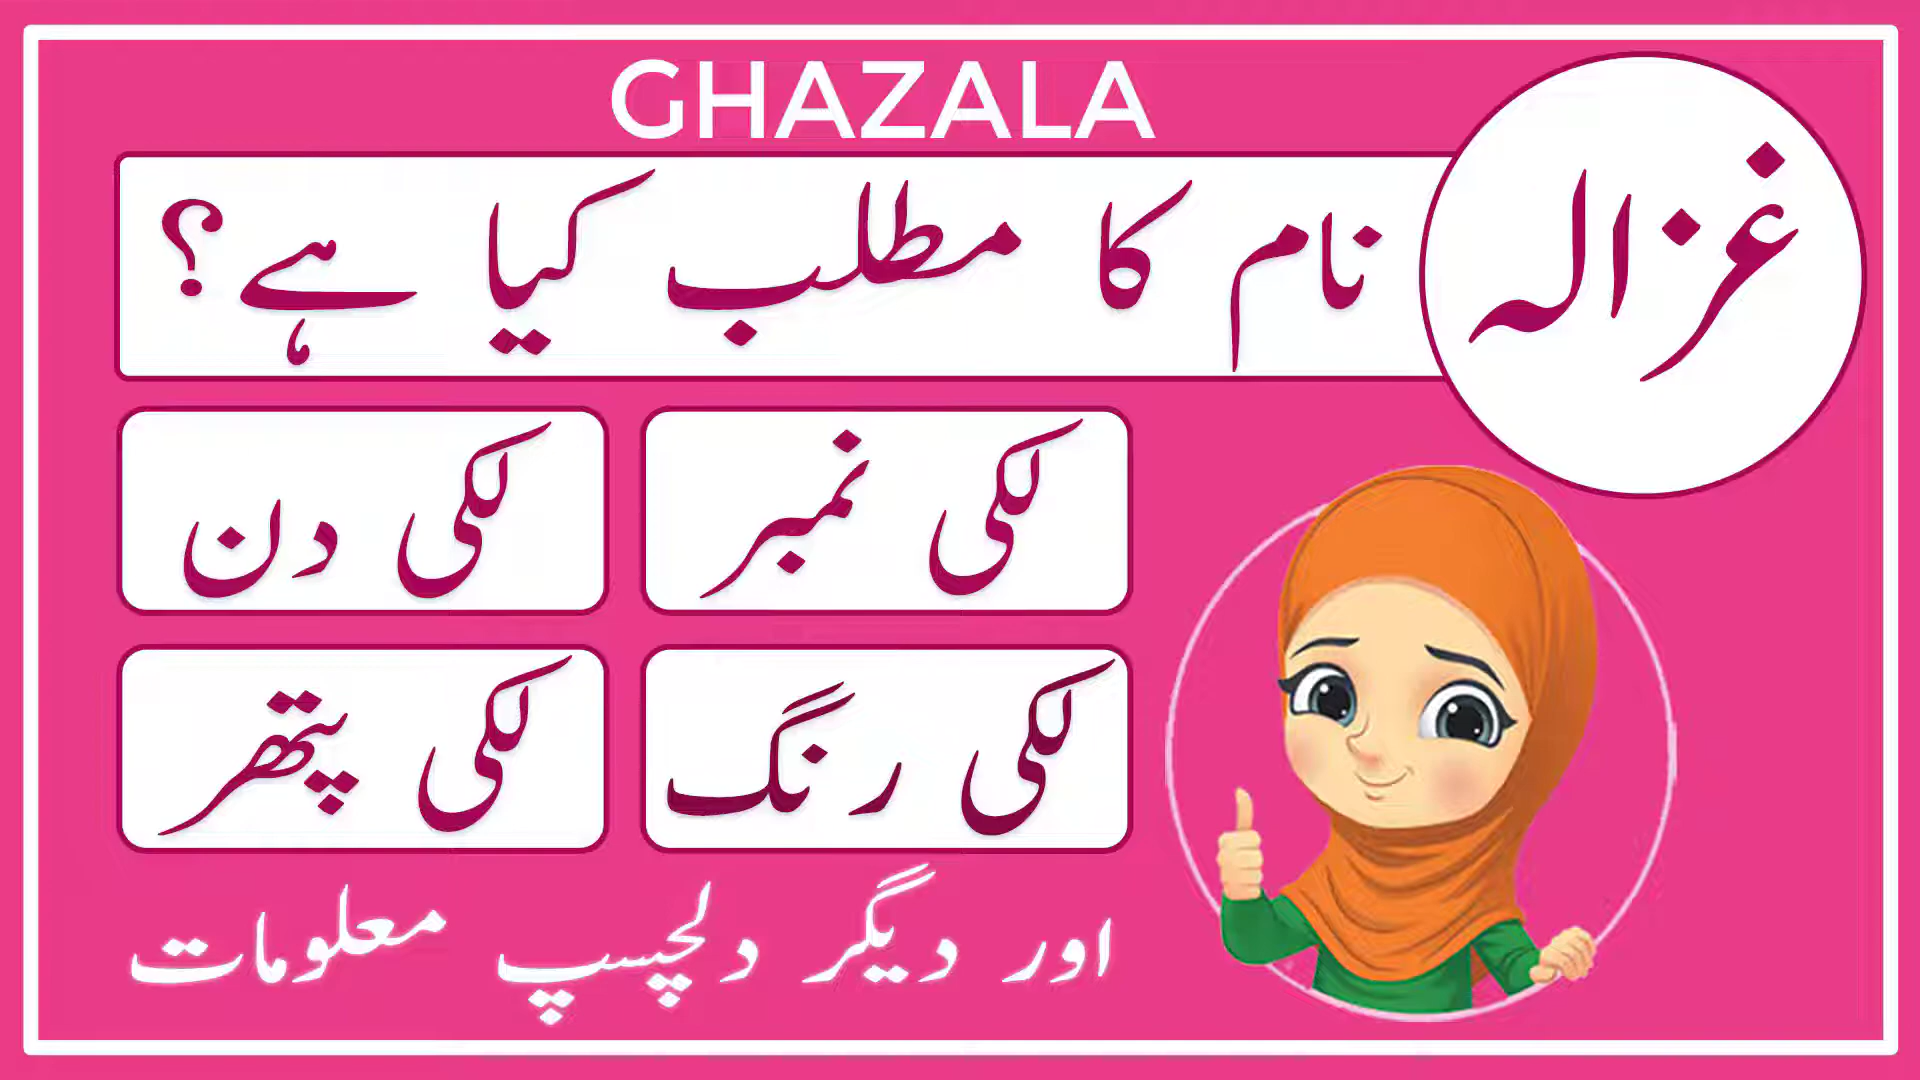 GHAZALA
غزالہ نام کا مطلب کیا ہے؟
لکی نمبر
لکی دن
لکی رنگ
لکی پتھر
اور دیگر دلچسپ معلومات